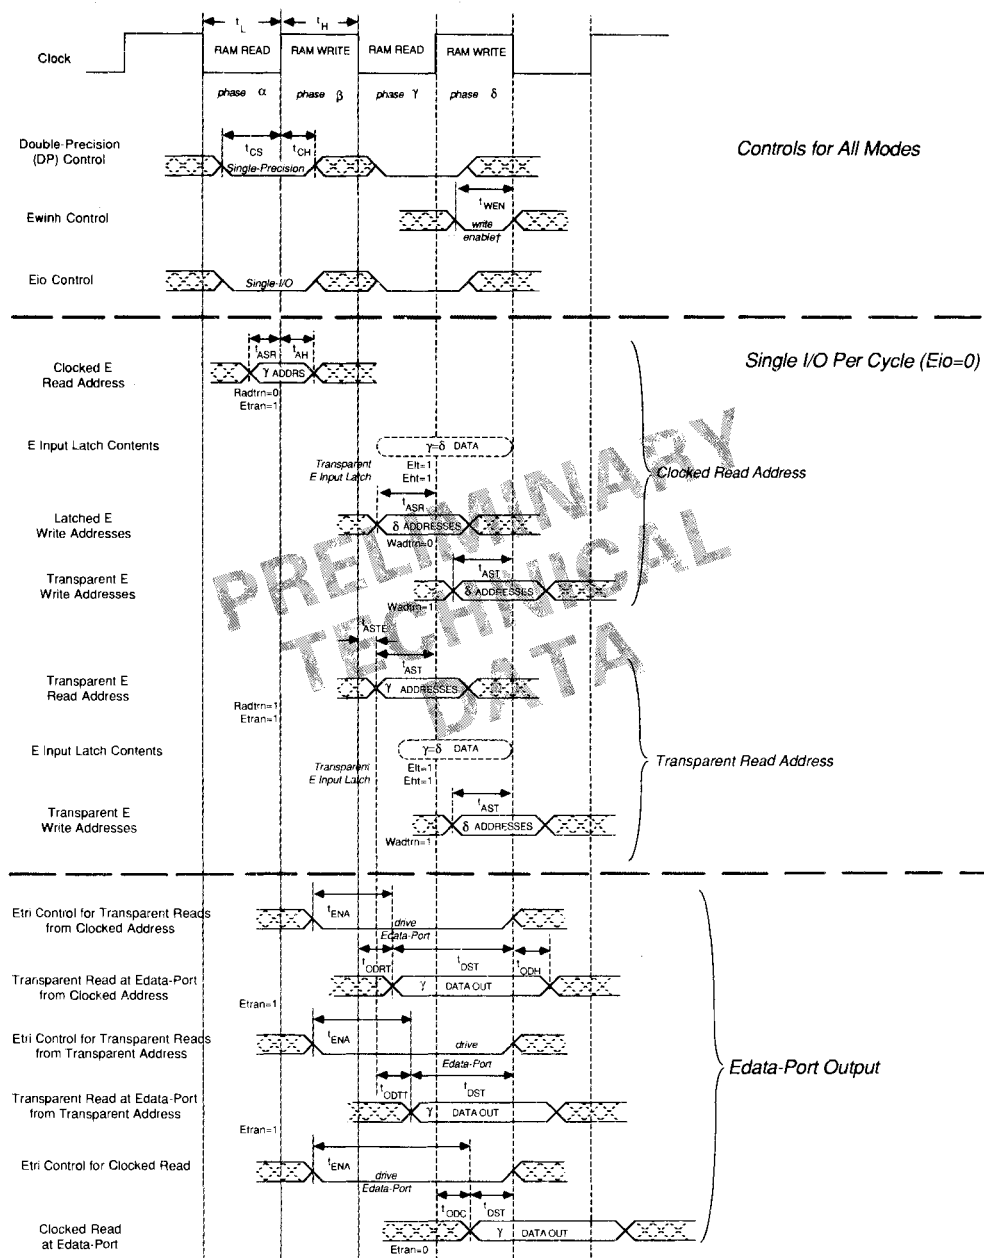 tL
tH
Clock
RAM READ
RAM WRITE
RAM READ
RAM WRITE
phase α
phase β
phase γ
phase δ
Double-Precision
(DP) Control
tCS
tCH
Single-Precision
Controls for All Modes
Ewinh Control
tWEN
write
enable†
Eio Control
Single-I/O
Single I/O Per Cycle (Eio=0)
Clocked E
Read Address
tASR
tAH
γ ADDRS
Radtrn=0
Etran=1
E Input Latch Contents
γ=δ DATA
Transparent
E Input Latch
Elt=1
Eht=1
Clocked Read Address
Latched E
Write Addresses
tASR
δ ADDRESSES
Wadtrn=0
Transparent E
Write Addresses
tAST
δ ADDRESSES
Wadtrn=1
PRELIMINARY
TECHNICAL
DATA
tASTE
Transparent E
Read Address
tAST
γ ADDRESSES
Radtrn=1
Etran=1
E Input Latch Contents
γ=δ DATA
Transparent
E Input Latch
Elt=1
Eht=1
Transparent Read Address
Transparent E
Write Addresses
tAST
δ ADDRESSES
Wadtrn=1
Etri Control for Transparent Reads
from Clocked Address
tENA
drive
Edata-Port
Transparent Read at Edata-Port
from Clocked Address
tODRT
tDST
tODH
γ DATA OUT
Etran=1
Etri Control for Transparent Reads
from Transparent Address
tENA
drive
Edata-Port
Edata-Port Output
Transparent Read at Edata-Port
from Transparent Address
tODTT
tDST
γ DATA OUT
Etran=1
Etri Control for Clocked Read
tENA
drive
Edata-Port
Clocked Read
at Edata-Port
tODC
tDST
γ DATA OUT
Etran=0